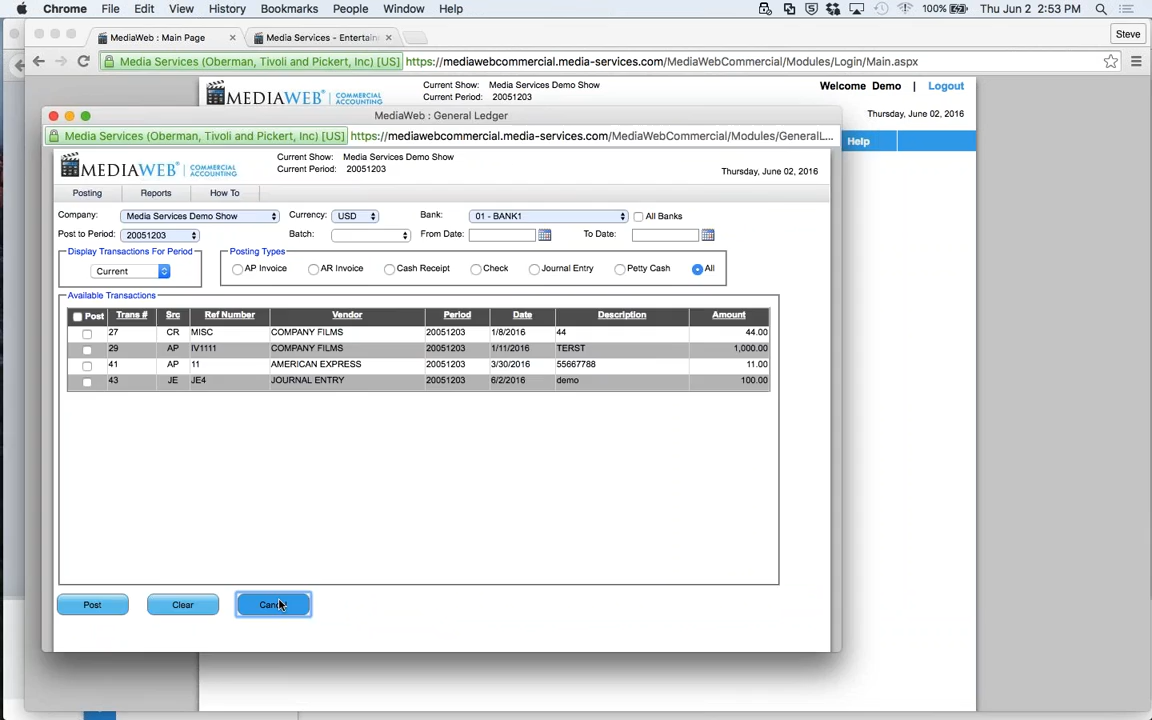 Chrome File Edit View History Bookmarks People Window Help 100% Thu Jun 2 2:53 PM
MediaWeb : Main Page Media Services - Entertain Steve
Media Services (Oberman, Tivoli and Pickert, Inc) [US] https://mediawebcommercial.media-services.com/MediaWebCommercial/Modules/Login/Main.aspx
MEDIAWEB COMMERCIAL ACCOUNTING Current Show: Media Services Demo Show Welcome Demo | Logout
Current Period: 20051203
Thursday, June 02, 2016
Help
MediaWeb : General Ledger
Media Services (Oberman, Tivoli and Pickert, Inc) [US] https://mediawebcommercial.media-services.com/MediaWebCommercial/Modules/GeneralL...
MEDIAWEB® COMMERCIAL ACCOUNTING Current Show: Media Services Demo Show
Current Period: 20051203 Thursday, June 02, 2016
Posting Reports How To
Company: Media Services Demo Show Currency: USD Bank: 01 - BANK1 All Banks
Post to Period: 20051203 Batch: From Date: To Date:
Display Transactions For Period Posting Types
Current AP Invoice AR Invoice Cash Receipt Check Journal Entry Petty Cash All
Available Transactions
Post Trans # Src Ref Number Vendor Period Date Description Amount
27 CR MISC COMPANY FILMS 20051203 1/8/2016 44 44.00
29 AP IV1111 COMPANY FILMS 20051203 1/11/2016 TERST 1,000.00
41 AP 11 AMERICAN EXPRESS 20051203 3/30/2016 55667788 11.00
43 JE JE4 JOURNAL ENTRY 20051203 6/2/2016 demo 100.00
Post Clear